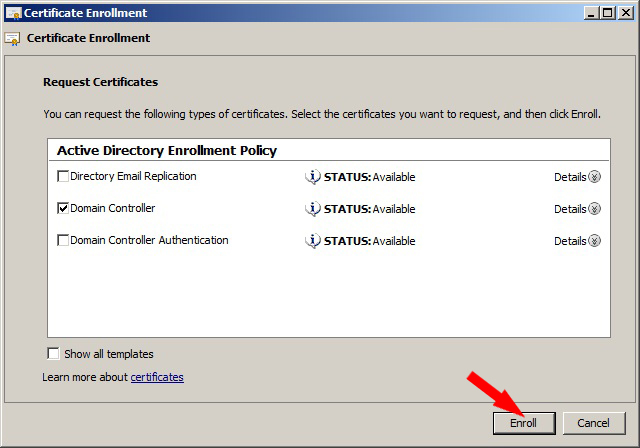 Certificate Enrollment
Certificate Enrollment
Request Certificates
You can request the following types of certificates. Select the certificates you want to request, and then click Enroll.
Active Directory Enrollment Policy
Directory Email Replication STATUS: Available Details
Domain Controller STATUS: Available Details
Domain Controller Authentication STATUS: Available Details
Show all templates
Learn more about certificates
Enroll Cancel